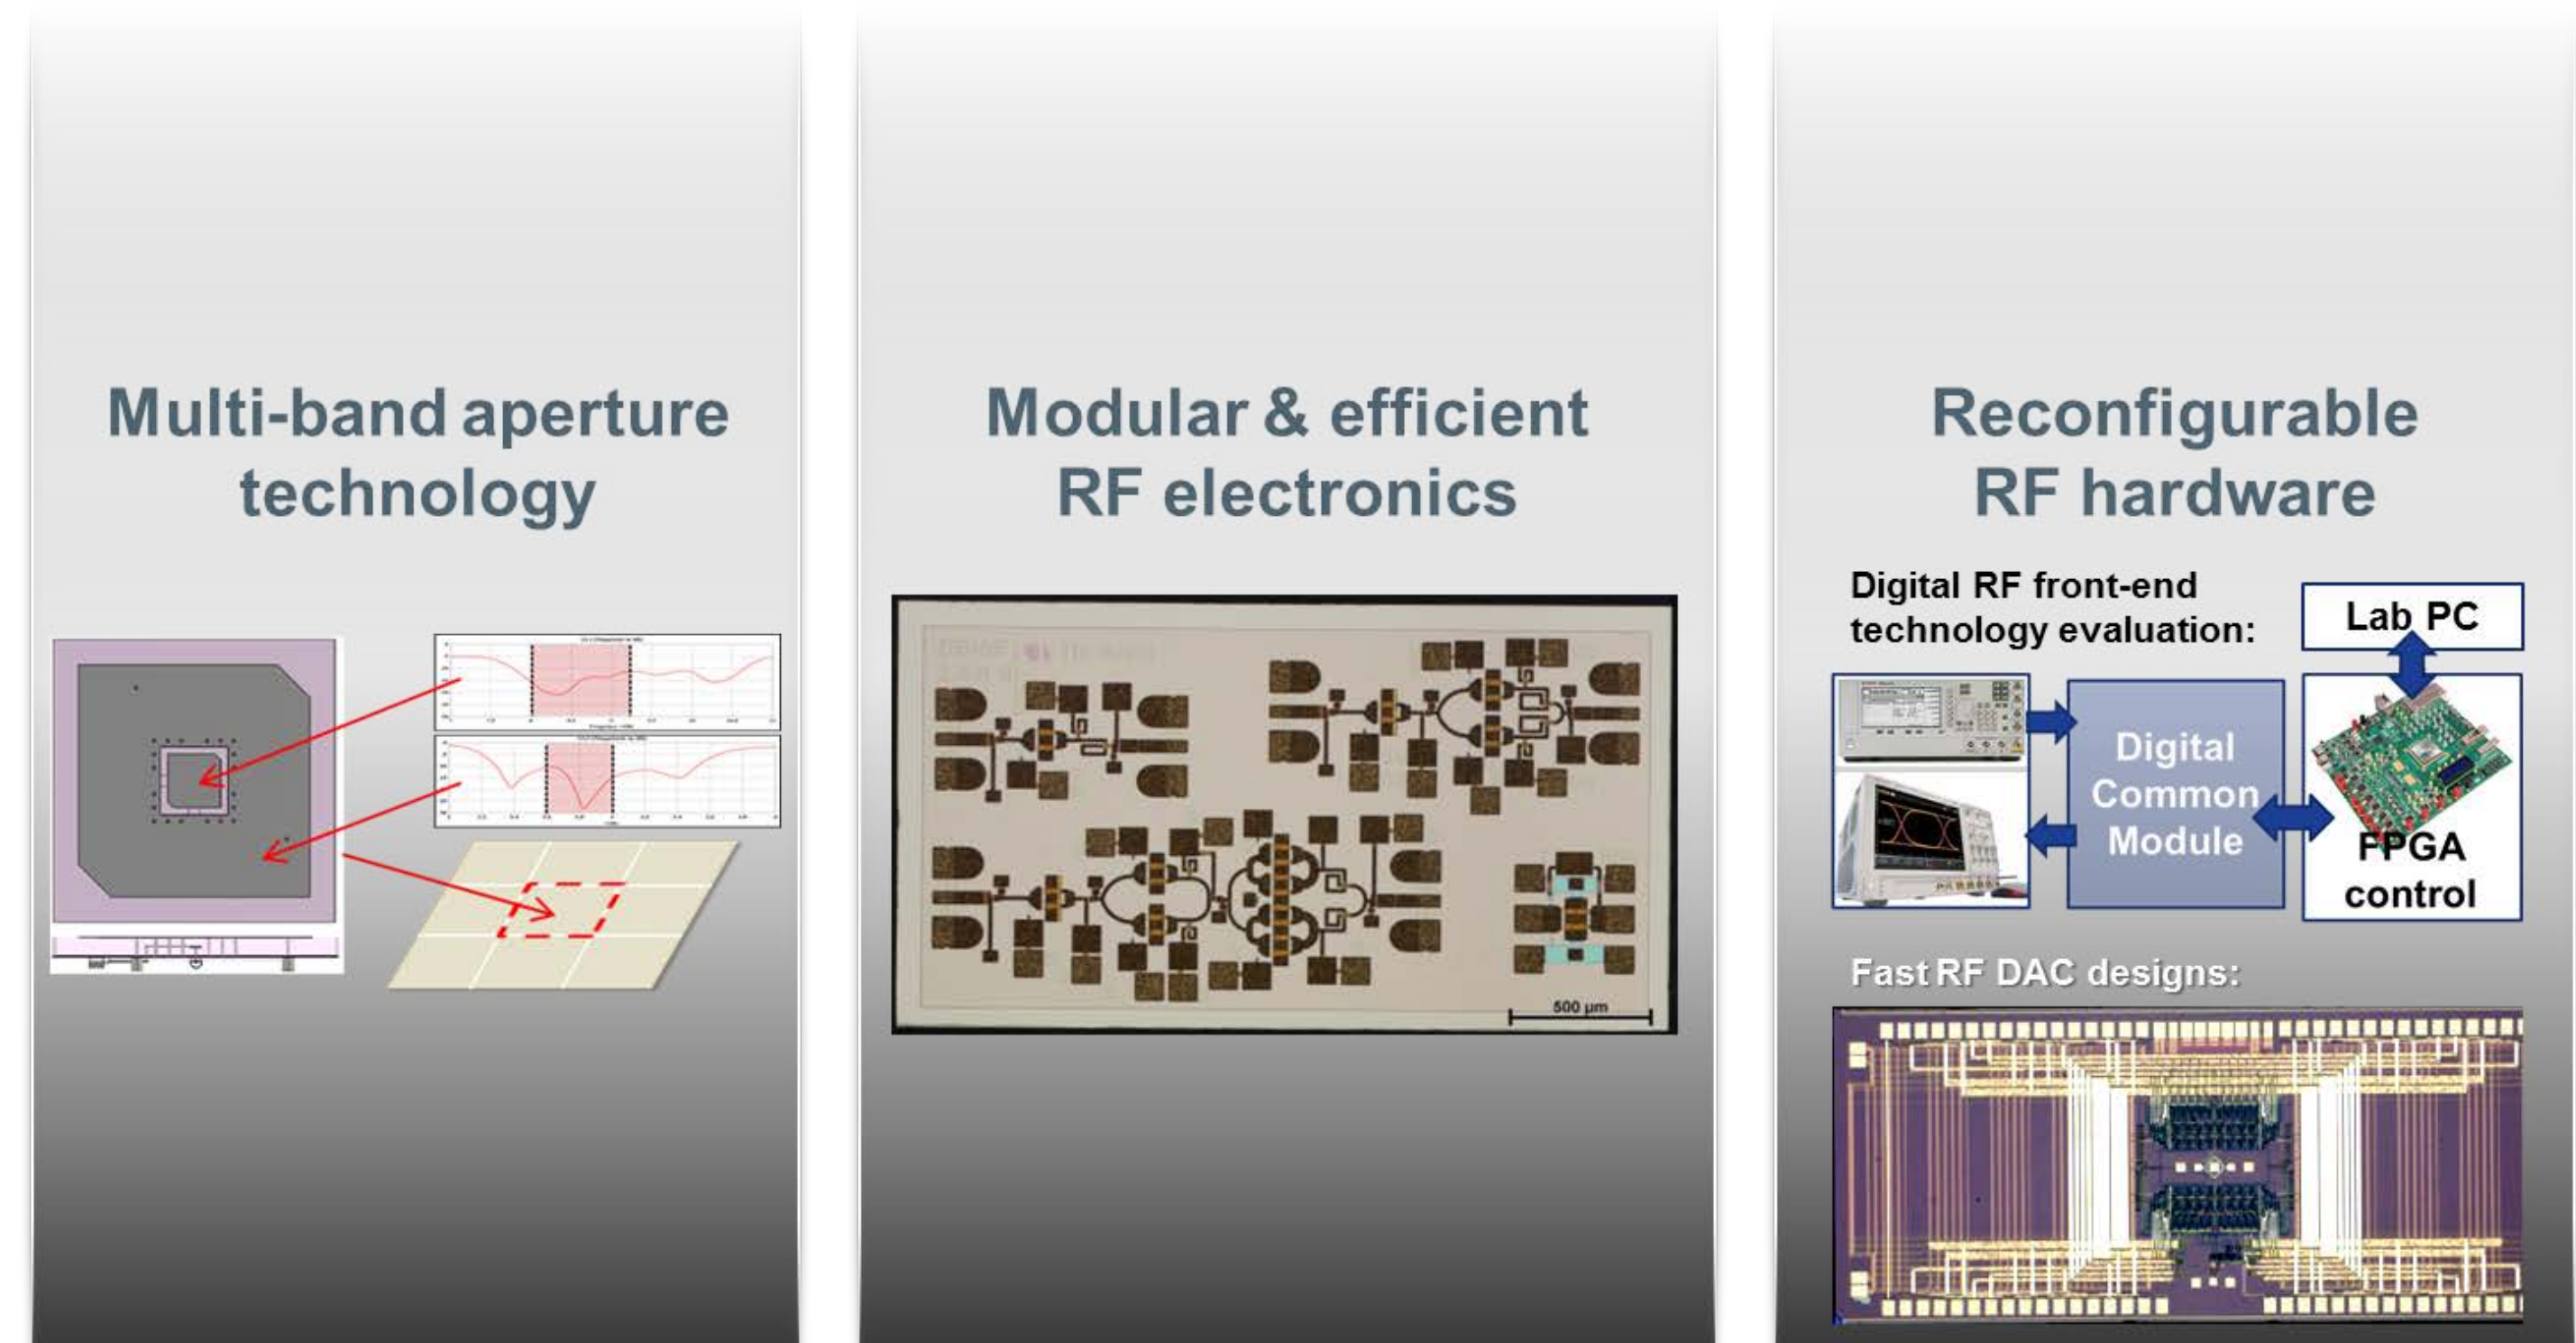 Multi-band aperture
technology
Modular & efficient
RF electronics
500 µm
Reconfigurable
RF hardware
Digital RF front-end
technology evaluation:
Lab PC
Digital
Common
Module
FPGA
control
Fast RF DAC designs: